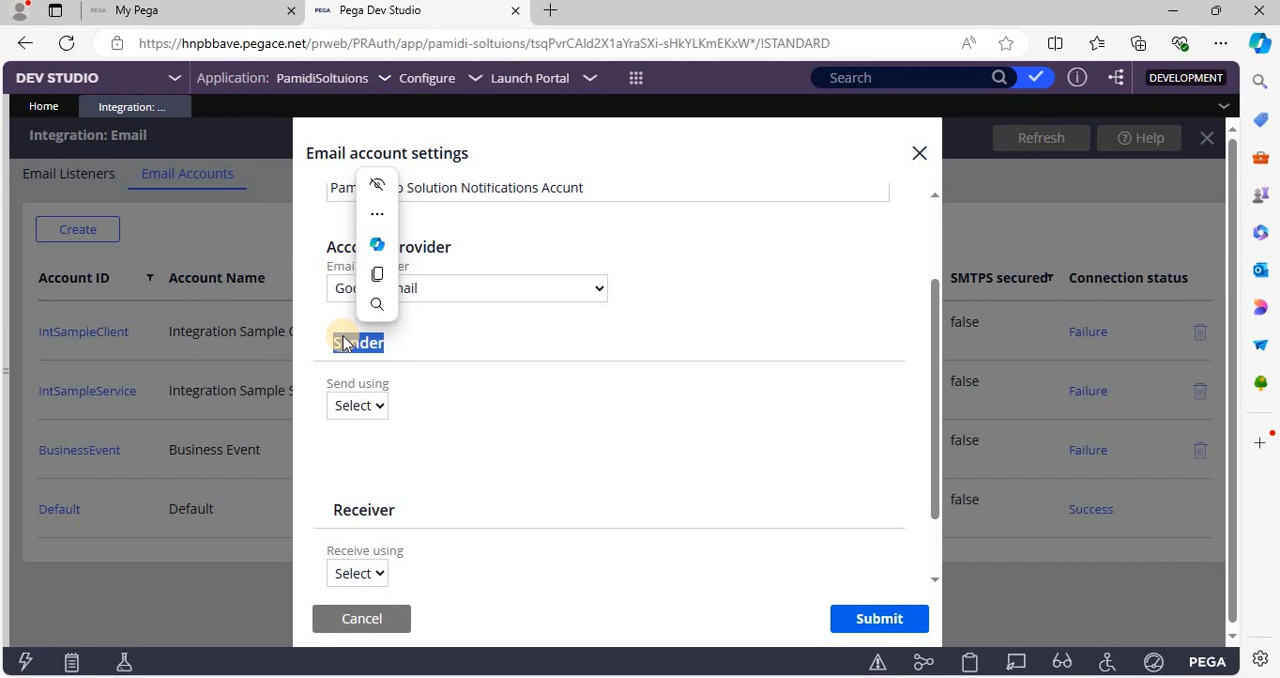 PEGA My Pega
PEGA Pega Dev Studio
https://hnpbbave.pegace.net/prweb/PRAuth/app/pamidi-soltuions/tsqPvrCAld2X1aYraSXi-sHkYLKmEKxW*/!STANDARD
DEV STUDIO Application: PamidiSoltuions Configure Launch Portal Search DEVELOPMENT
Home Integration: ...
Integration: Email Refresh Help
Email account settings
Email Listeners Email Accounts
Solution Notifications Accunt
Create
Account ID Account Name SMTPS secured Connection status
IntSampleClient Integration Sample false Failure
IntSampleService Integration Sample false Failure
BusinessEvent Business Event false Failure
Default Default false Success
Sender
Send using
Select
Receiver
Receive using
Select
Cancel Submit
PEGA